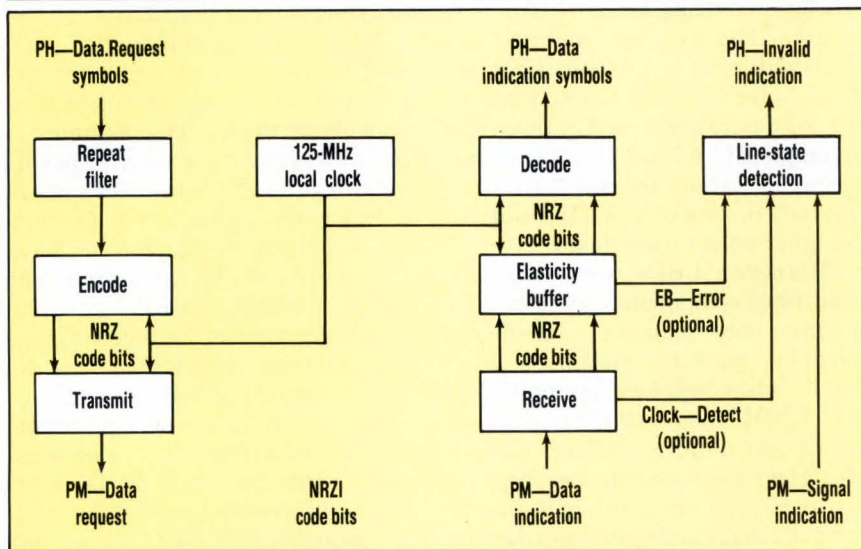 PH—Data.Request
symbols
PH—Data
indication symbols
PH—Invalid
indication
Repeat
filter
125-MHz
local clock
Decode
Line-state
detection
NRZ
code bits
Encode
Elasticity
buffer
EB—Error
(optional)
NRZ
code bits
NRZ
code bits
Transmit
Receive
Clock—Detect
(optional)
PM—Data
request
NRZI
code bits
PM—Data
indication
PM—Signal
indication